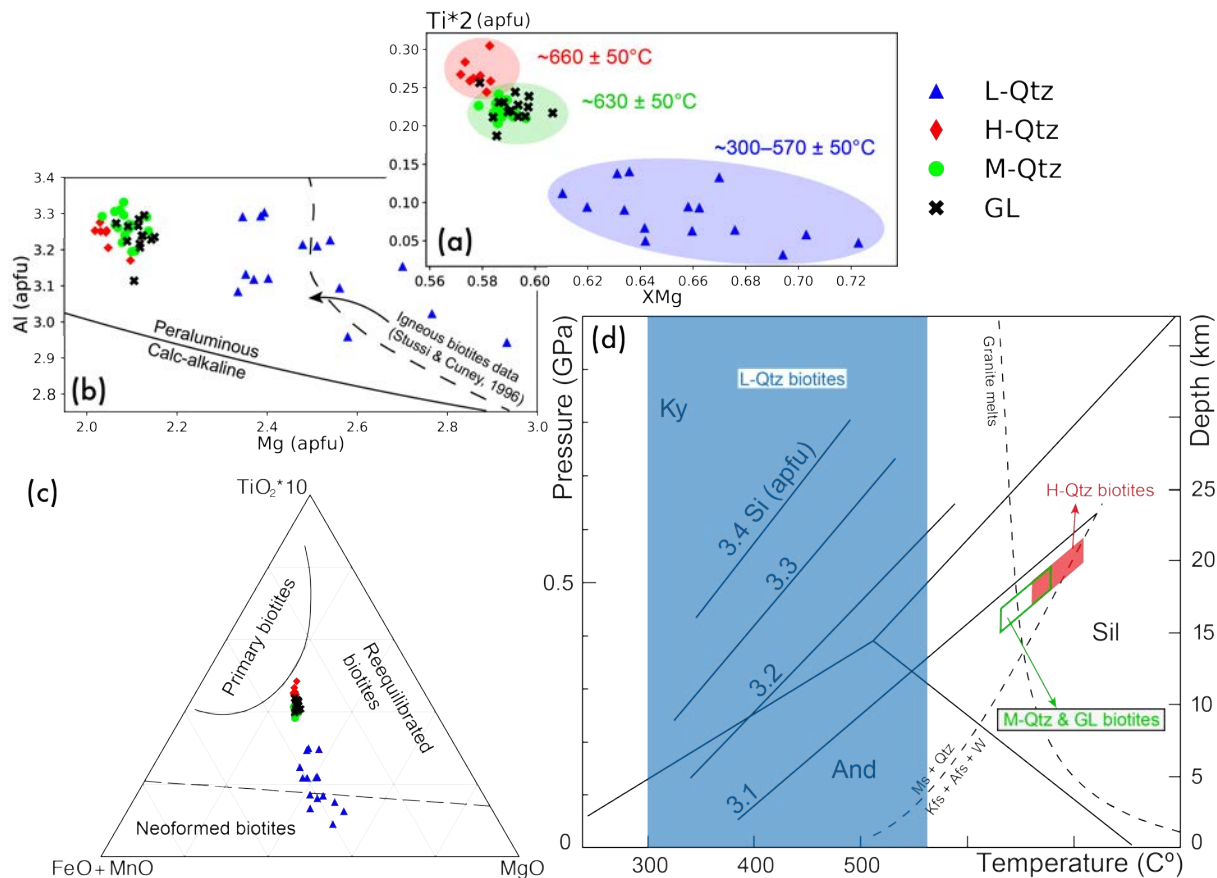 Ti*2 (apfu)
0.30
0.25
0.20
0.15
0.10
0.05
~660 ± 50°C
~630 ± 50°C
~300–570 ± 50°C
(a)
0.56
0.58
0.60
0.62
0.64
0.66
0.68
0.70
0.72
XMg
L-Qtz
H-Qtz
M-Qtz
GL
3.4
3.3
3.2
3.1
3.0
2.9
2.8
Al (apfu)
(b)
Peraluminous
Calc-alkaline
Igneous biotites data
(Stussi & Cuney, 1996)
2.0
2.2
2.4
2.6
2.8
3.0
Mg (apfu)
(c)
TiO₂*10
Primary biotites
Reequilibrated
biotites
Neoformed biotites
FeO+MnO
MgO
(d)
Pressure (GPa)
0.5
0
L-Qtz biotites
Ky
3.4 Si (apfu)
3.3
3.2
3.1
And
Sil
Granite melts
H-Qtz biotites
M-Qtz & GL biotites
Ms + Qtz
Kfs + Afs + W
Depth (km)
25
20
15
10
5
0
300
400
500
Temperature (Cº)